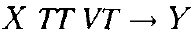 X TT VT → Y